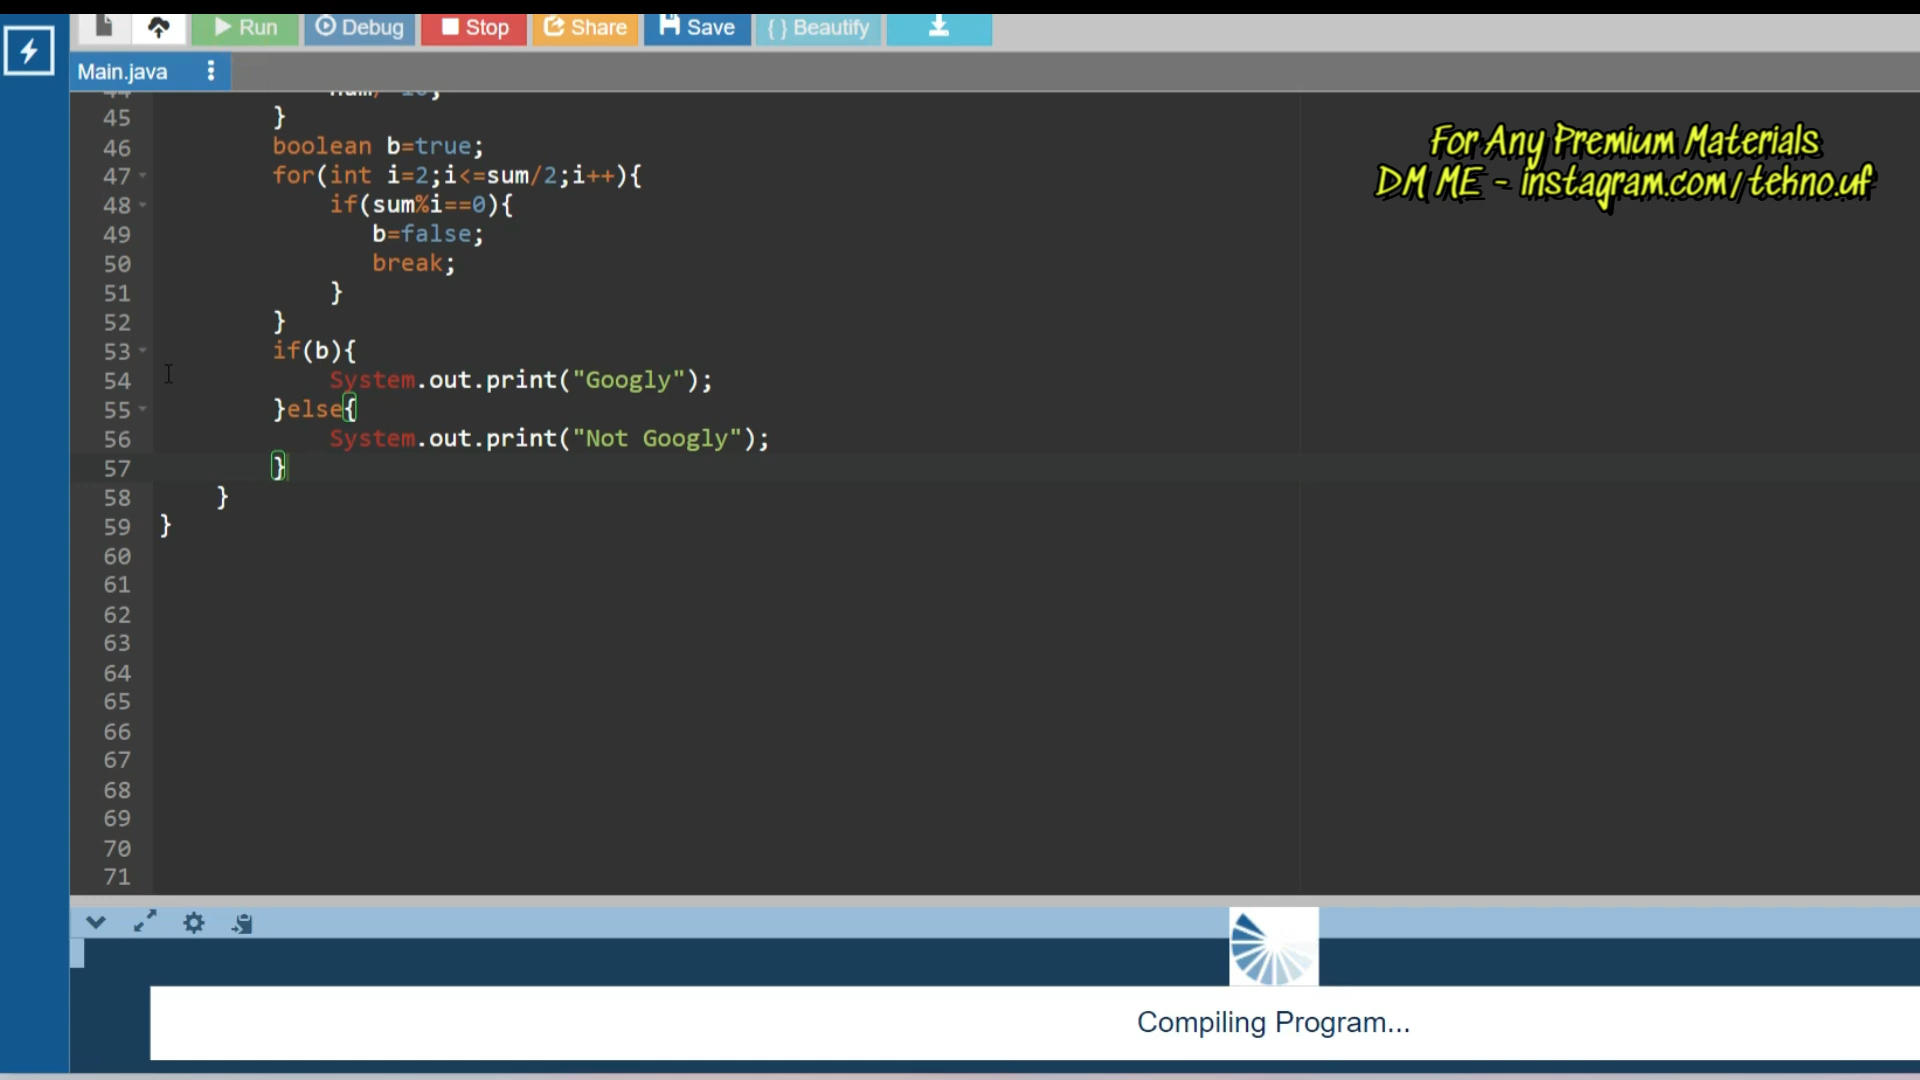 Run Debug Stop Share Save { } Beautify
Main.java
45 }
46 boolean b=true;
47 for(int i=2;i<=sum/2;i++){
48 if(sum%i==0){
49 b=false;
50 break;
51 }
52 }
53 if(b){
54 System.out.print("Googly");
55 }else{
56 System.out.print("Not Googly");
57 }
58 }
59 }
60
61
62
63
64
65
66
67
68
69
70
71
For Any Premium Materials
DM ME - instagram.com/tekno.uf
Compiling Program...